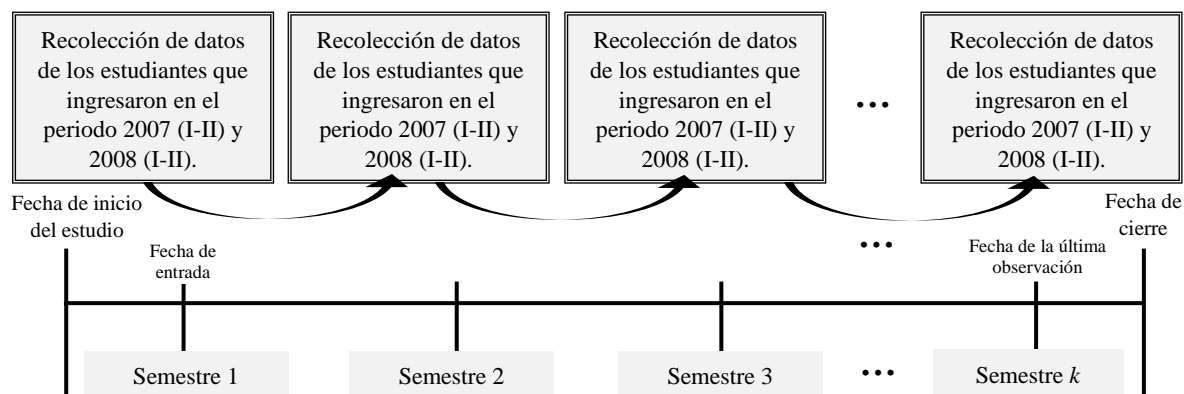 Recolección de datos
de los estudiantes que
ingresaron en el
periodo 2007 (I-II) y
2008 (I-II).
Recolección de datos
de los estudiantes que
ingresaron en el
periodo 2007 (I-II) y
2008 (I-II).
Recolección de datos
de los estudiantes que
ingresaron en el
periodo 2007 (I-II) y
2008 (I-II).
...
Recolección de datos
de los estudiantes que
ingresaron en el
periodo 2007 (I-II) y
2008 (I-II).
Fecha de inicio
del estudio
Fecha de
entrada
...
Fecha de la última
observación
Fecha de
cierre
Semestre 1
Semestre 2
Semestre 3
...
Semestre k